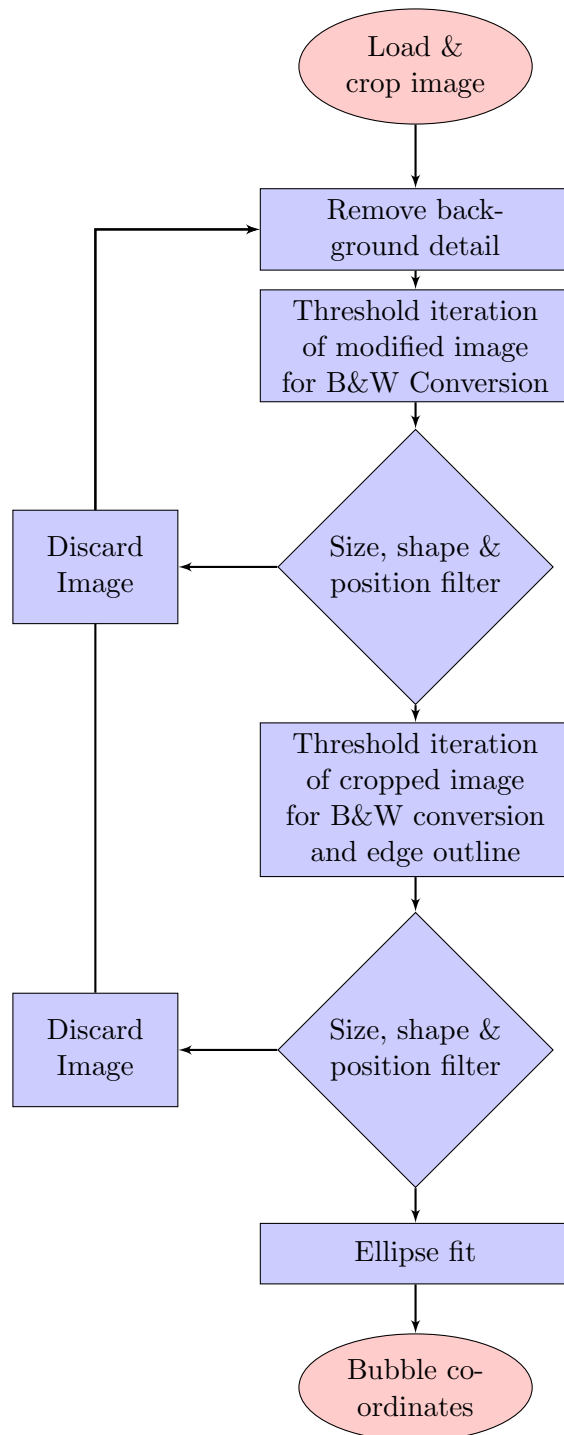 Load &
crop image
Remove back-
ground detail
Threshold iteration
of modified image
for B&W Conversion
Discard
Image
Size, shape &
position filter
Threshold iteration
of cropped image
for B&W conversion
and edge outline
Discard
Image
Size, shape &
position filter
Ellipse fit
Bubble co-
ordinates